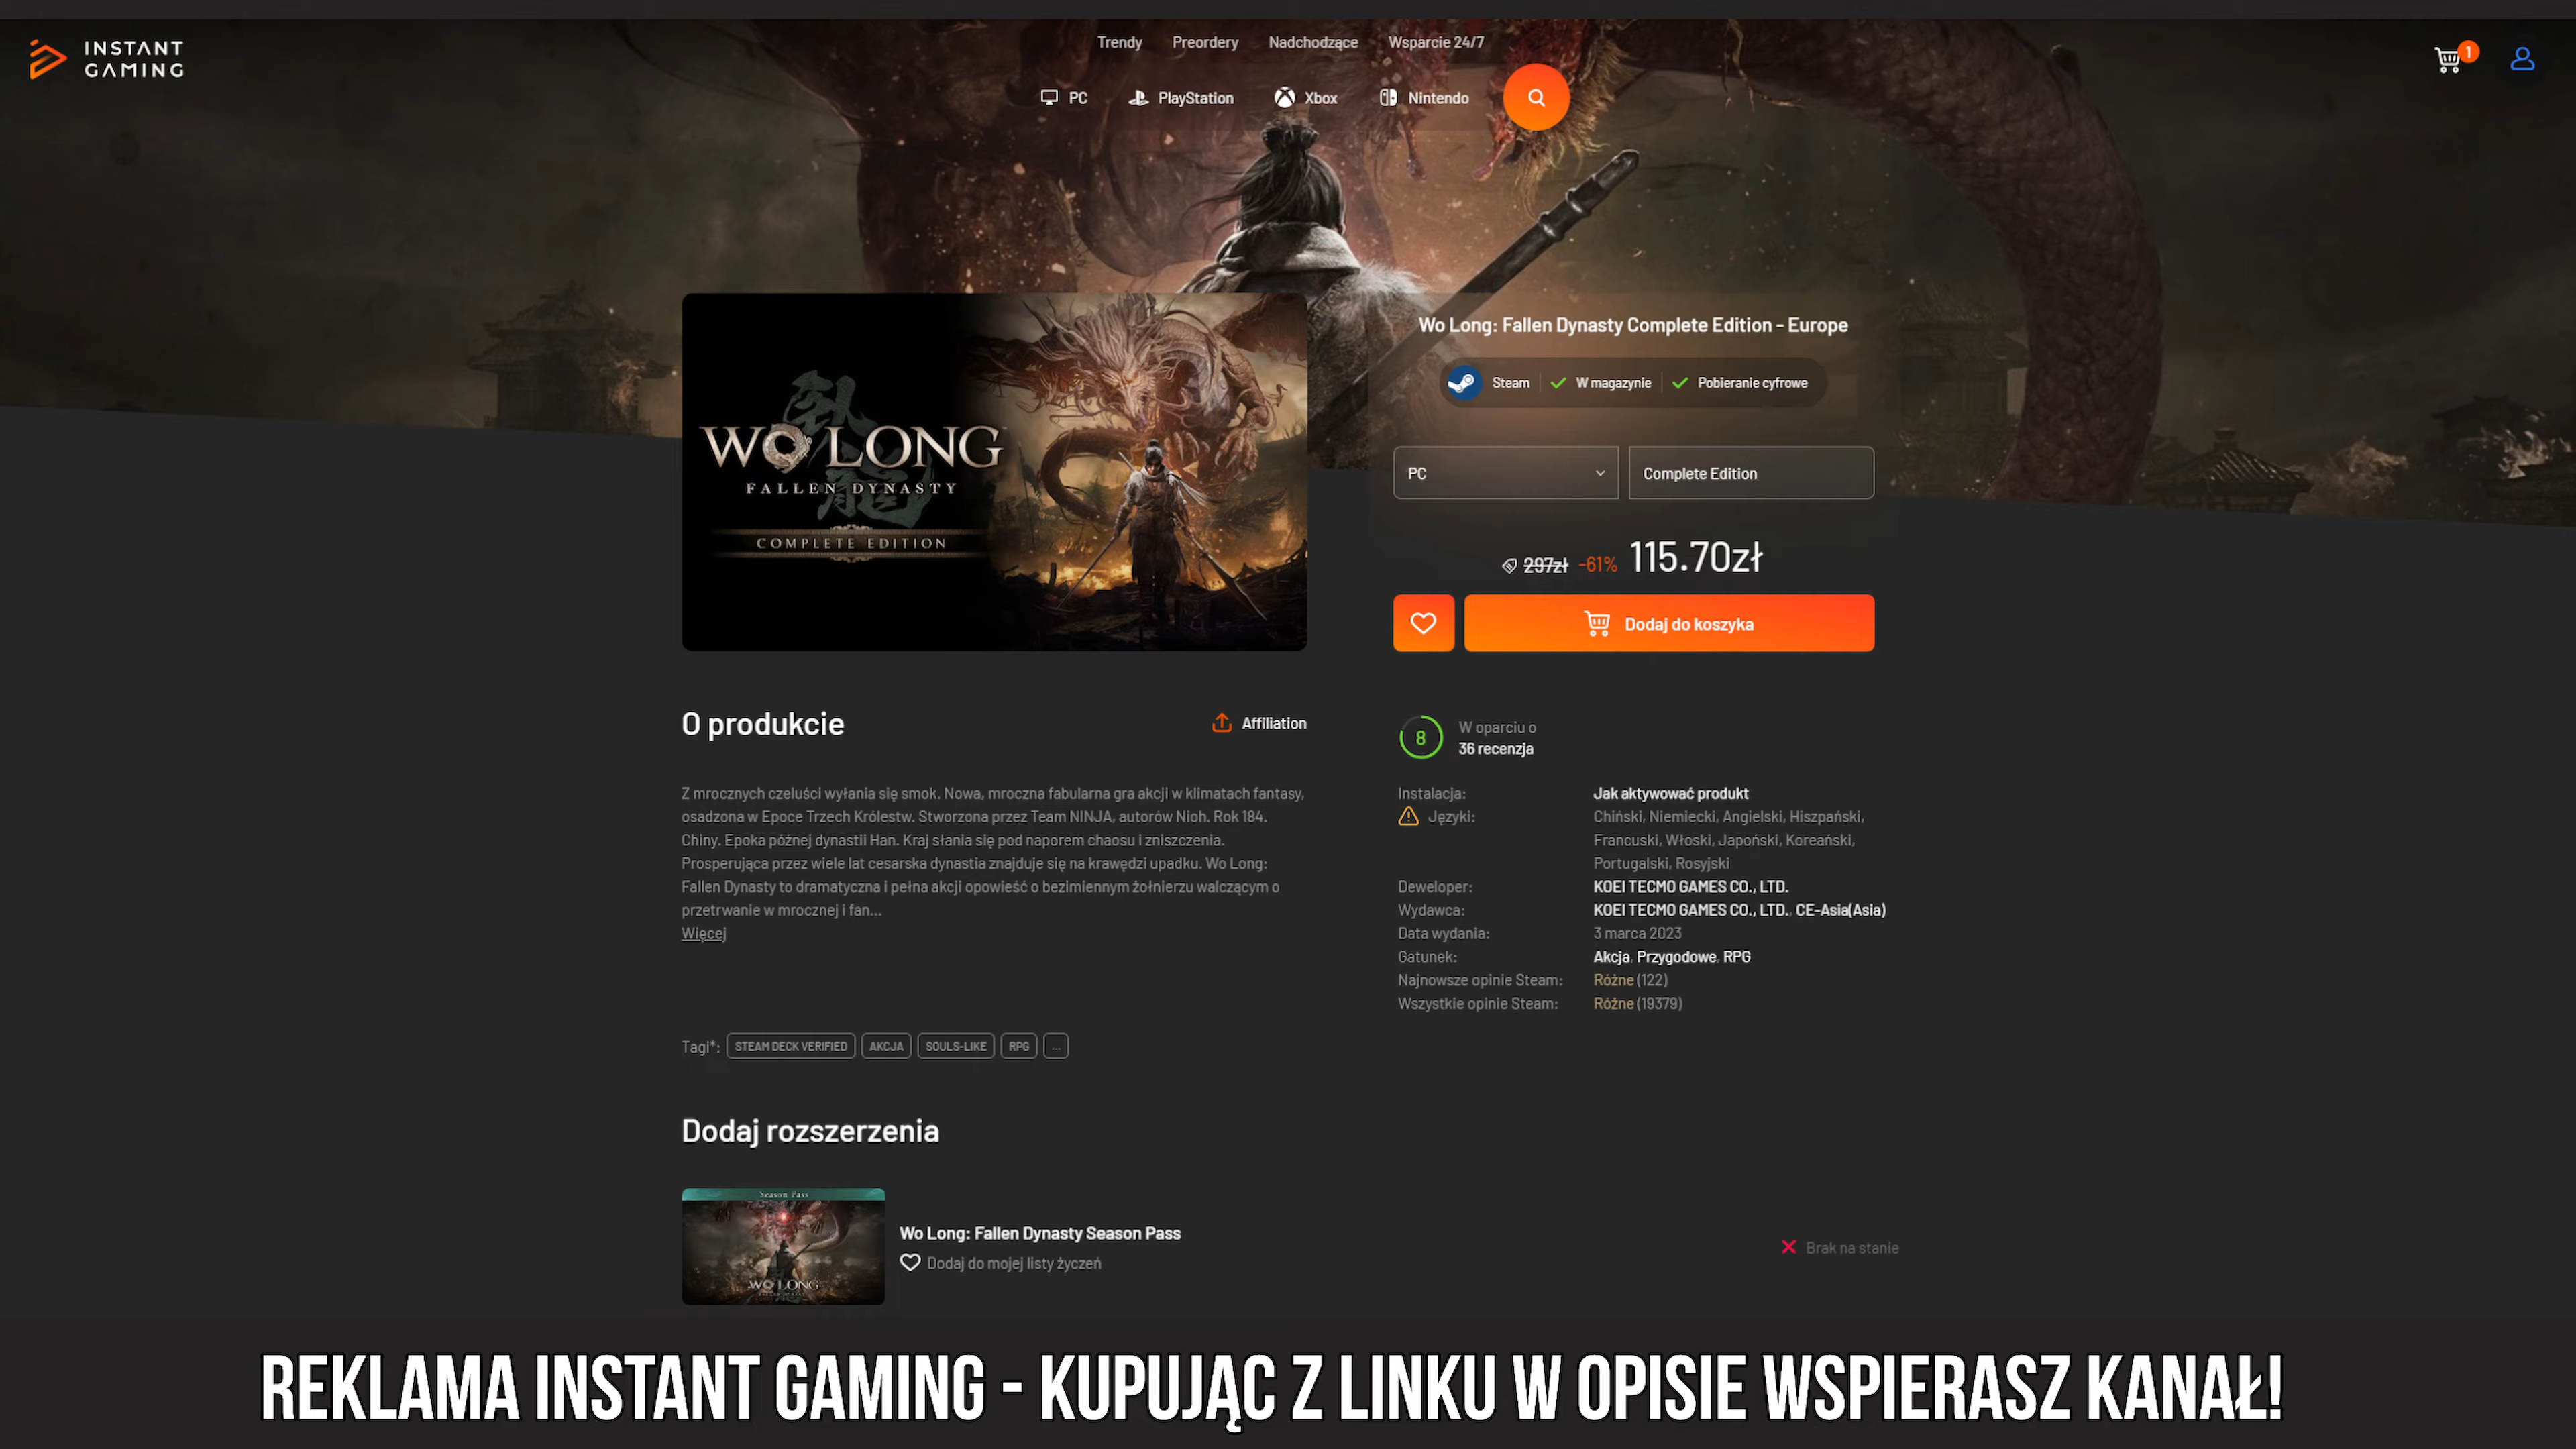 INSTANT
GAMING
Trendy Preordery Nadchodzące Wsparcie 24/7
PC PlayStation Xbox Nintendo
1
WO LONG
FALLEN DYNASTY
COMPLETE EDITION
Wo Long: Fallen Dynasty Complete Edition - Europe
Steam W magazynie Pobieranie cyfrowe
PC Complete Edition
297zł -61% 115.70zł
Dodaj do koszyka
O produkcie
Affiliation
8
W oparciu o
36 recenzja
Z mrocznych czeluści wyłania się smok. Nowa, mroczna fabularna gra akcji w klimatach fantasy,
osadzona w Epoce Trzech Królestw. Stworzona przez Team NINJA, autorów Nioh. Rok 184.
Chiny. Epoka późnej dynastii Han. Kraj słania się pod naporem chaosu i zniszczenia.
Prosperująca przez wiele lat cesarska dynastia znajduje się na krawędzi upadku. Wo Long:
Fallen Dynasty to dramatyczna i pełna akcji opowieść o bezimiennym żołnierzu walczącym o
przetrwanie w mrocznej i fan...
Więcej
Instalacja: Jak aktywować produkt
Języki: Chiński, Niemiecki, Angielski, Hiszpański,
Francuski, Włoski, Japoński, Koreański,
Portugalski, Rosyjski
Deweloper: KOEI TECMO GAMES CO., LTD.
Wydawca: KOEI TECMO GAMES CO., LTD., CE-Asia(Asia)
Data wydania: 3 marca 2023
Gatunek: Akcja, Przygodowe, RPG
Najnowsze opinie Steam: Różne (122)
Wszystkie opinie Steam: Różne (19379)
Tagi*: STEAM DECK VERIFIED AKCJA SOULS-LIKE RPG ...
Dodaj rozszerzenia
Season Pass
WO LONG
Wo Long: Fallen Dynasty Season Pass
Dodaj do mojej listy życzeń
Brak na stanie
REKLAMA INSTANT GAMING - KUPUJĄC Z LINKU W OPISIE WSPIERASZ KANAŁ!